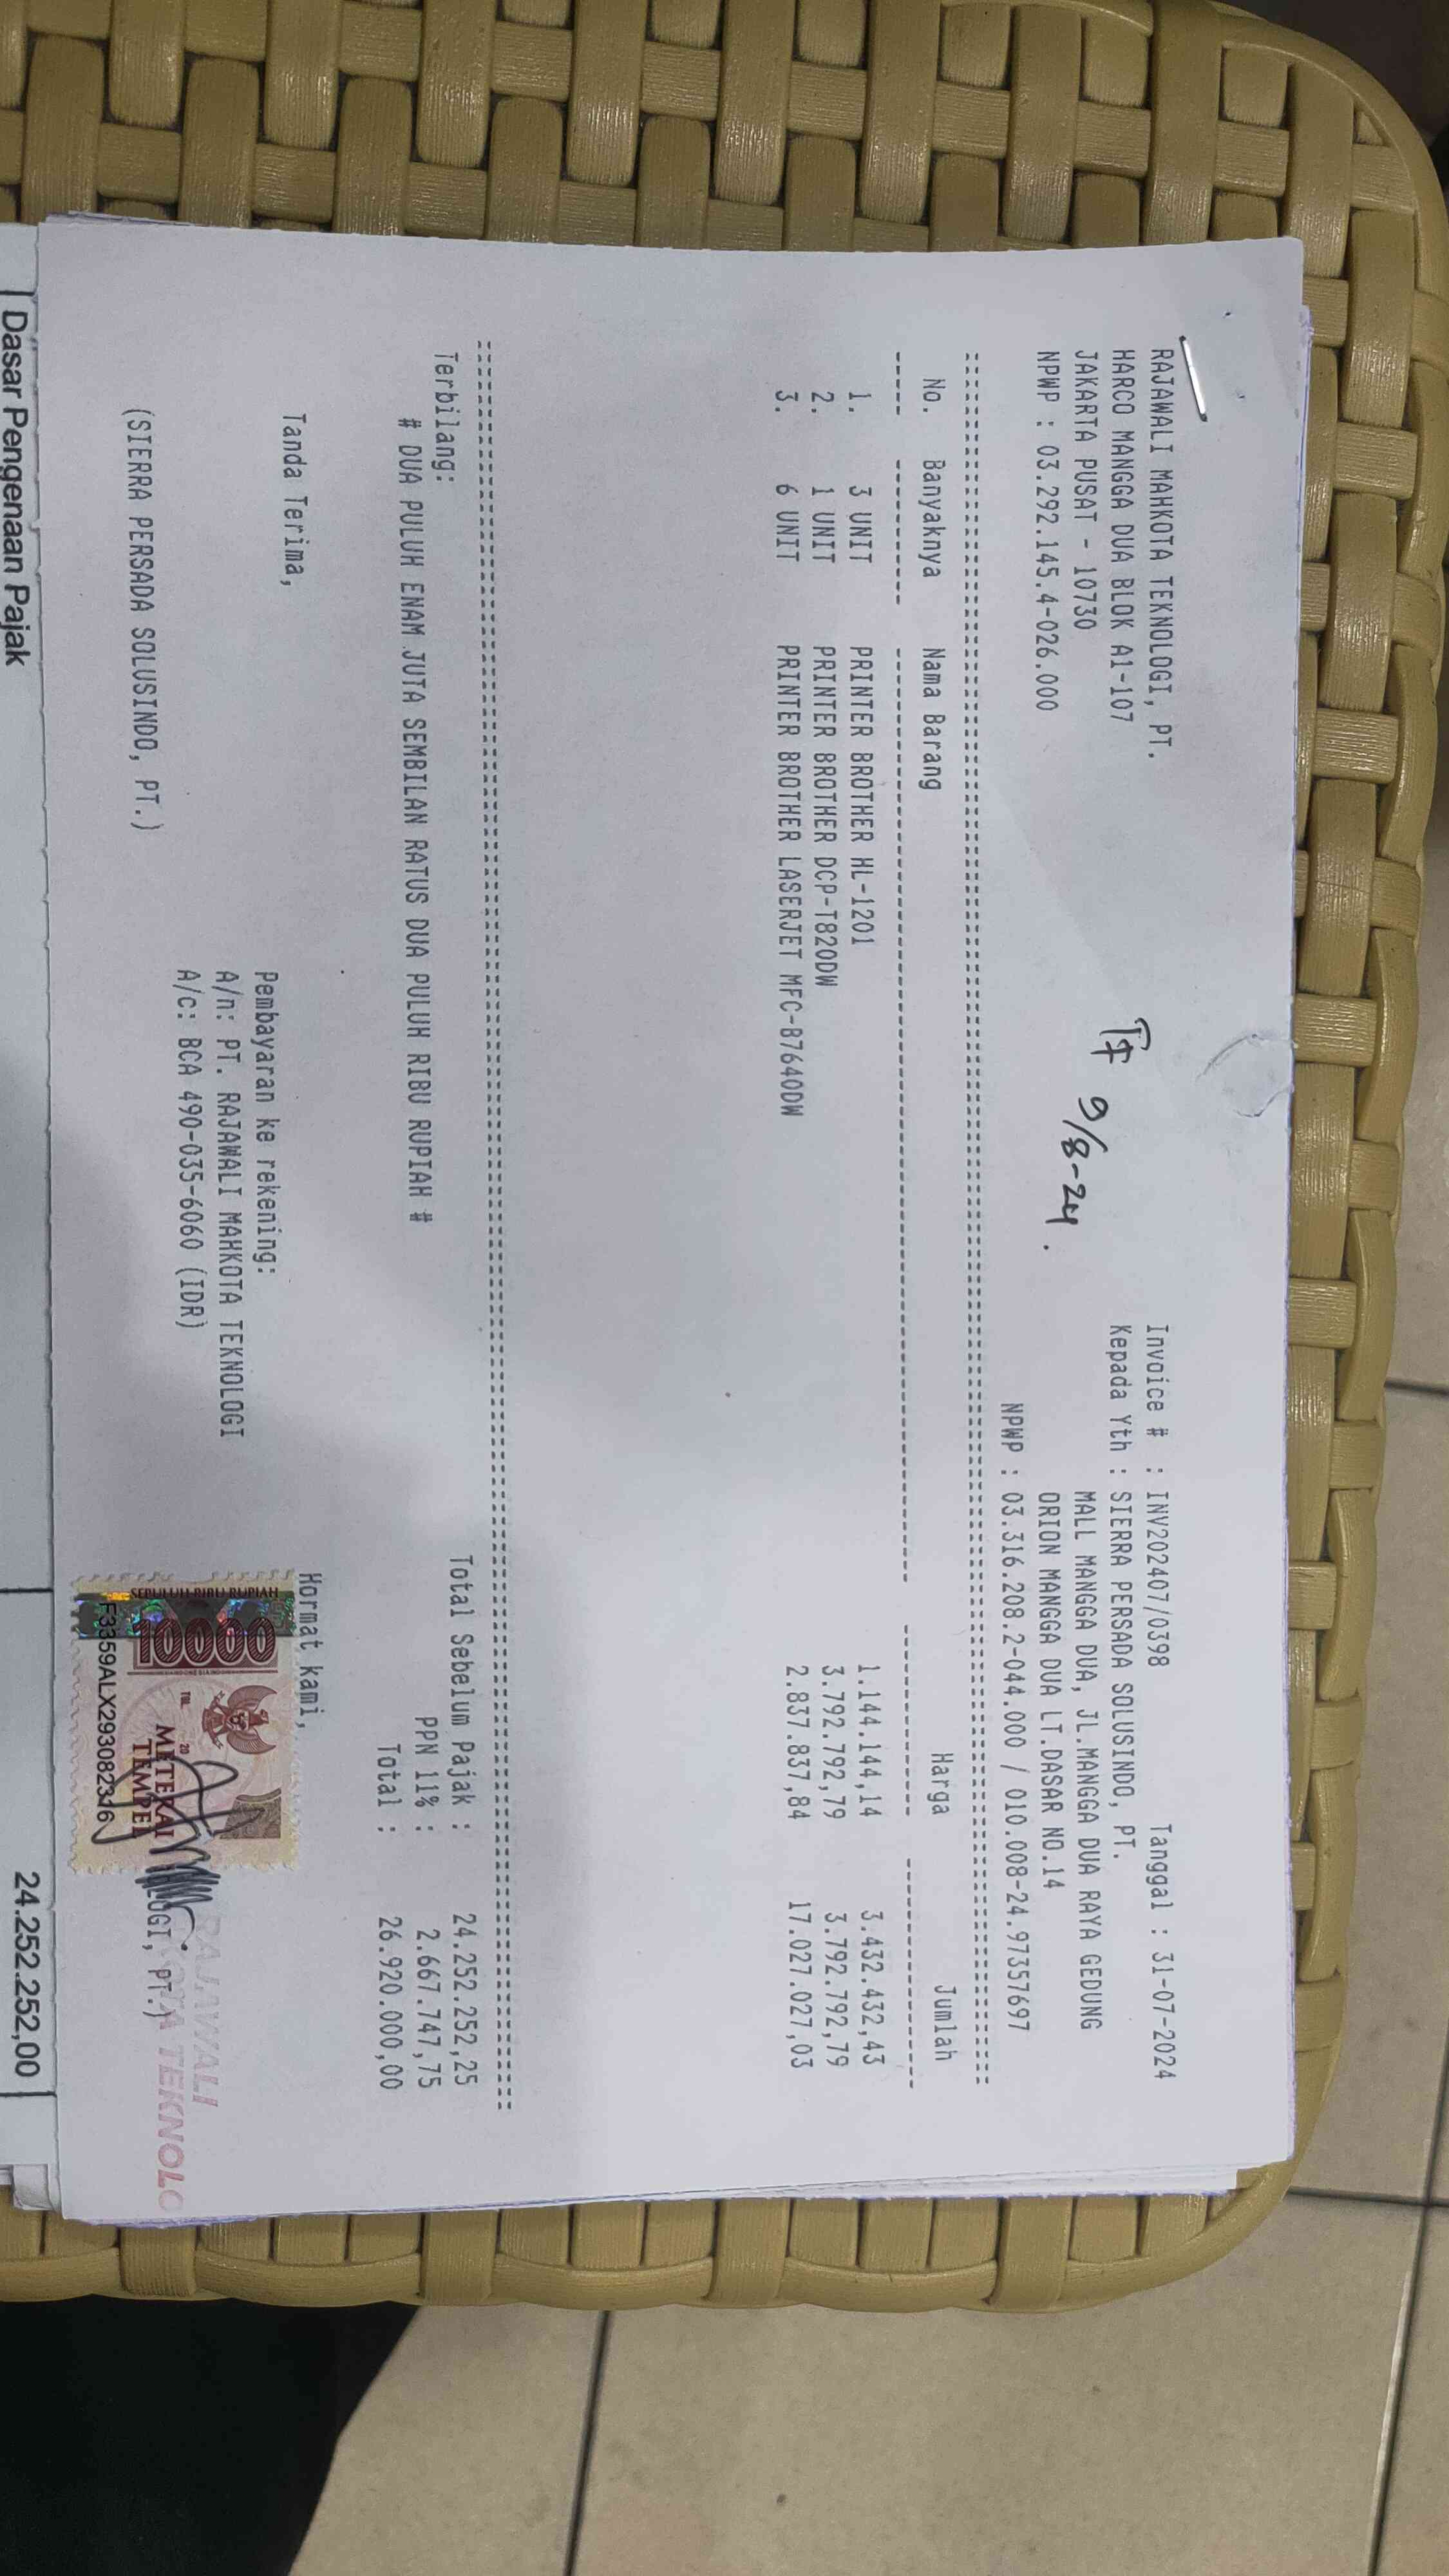 RAJAWALI MAHKOTA TEKNOLOGI, PT.
HARCO MANGGA DUA BLOK A1-107
JAKARTA PUSAT - 10730
NPWP : 03.292.145.4-026.000
TF 9/8-24.
Invoice # : INV202407/0398 Tanggal : 31-07-2024
Kepada Yth : SIERRA PERSADA SOLUSINDO, PT.
MALL MANGGA DUA, JL.MANGGA DUA RAYA GEDUNG
ORION MANGGA DUA LT.DASAR NO.14
NPWP : 03.316.208.2-044.000 / 010.008-24.97357697
No. Banyaknya Nama Barang Harga Jumlah
1. 3 UNIT PRINTER BROTHER HL-1201 1.144.144,14 3.432.432,43
2. 1 UNIT PRINTER BROTHER DCP-T820DW 3.792.792,79 3.792.792,79
3. 6 UNIT PRINTER BROTHER LASERJET MFC-B7640DW 2.837.837,84 17.027.027,03
Terbilang:
# DUA PULUH ENAM JUTA SEMBILAN RATUS DUA PULUH RIBU RUPIAH #
Total Sebelum Pajak : 24.252.252,25
PPN 11% : 2.667.747,75
Total : 26.920.000,00
Tanda Terima,
(SIERRA PERSADA SOLUSINDO, PT.)
Pembayaran ke rekening:
A/n: PT. RAJAWALI MAHKOTA TEKNOLOGI
A/c: BCA 490-035-6060 (IDR)
Hormat kami,
SEPULUH RIBU RUPIAH
10000
TGL. 20
METERAI
TEMPEL
F3359ALX293082346
RAJAWALI
TEKNOLO
LOGI, PT.)
Dasar Pengenaan Pajak 24.252.252,00